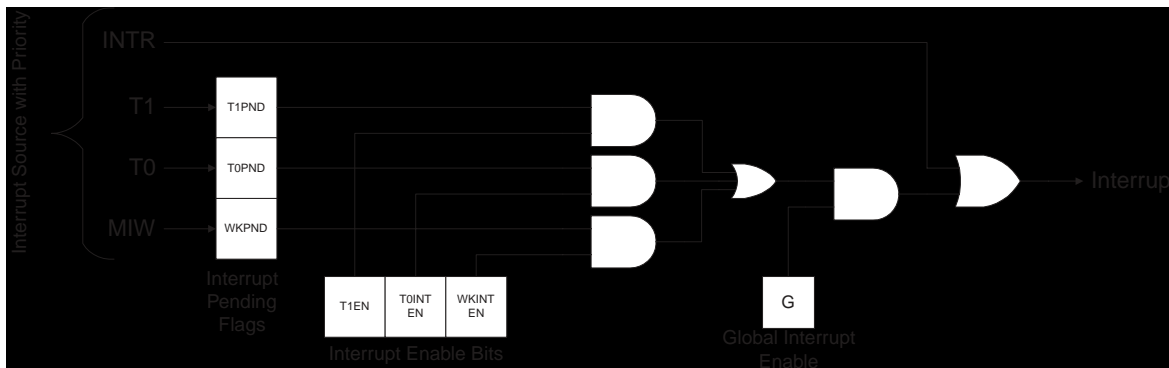 Interrupt Source with Priority
INTR
T1
T0
MIW
T1PND
T0PND
WKPND
Interrupt
Pending
Flags
T1EN
T0INT
EN
WKINT
EN
Interrupt Enable Bits
G
Global Interrupt
Enable
Interrup